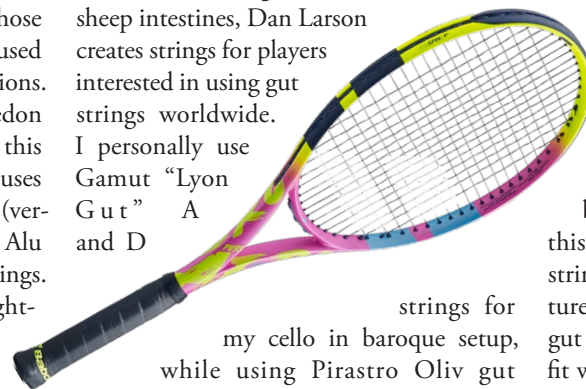 hose
used
ions.
edon
this
uses
(ver-
Alu
ings.
ght-
sheep intestines, Dan Larson
creates strings for players
interested in using gut
strings worldwide.
I personally use
Gamut “Lyon
Gut” A
and D
strings for
my cello in baroque setup,
while using Pirastro Oliv gut
this
strin
ture
gut
fit